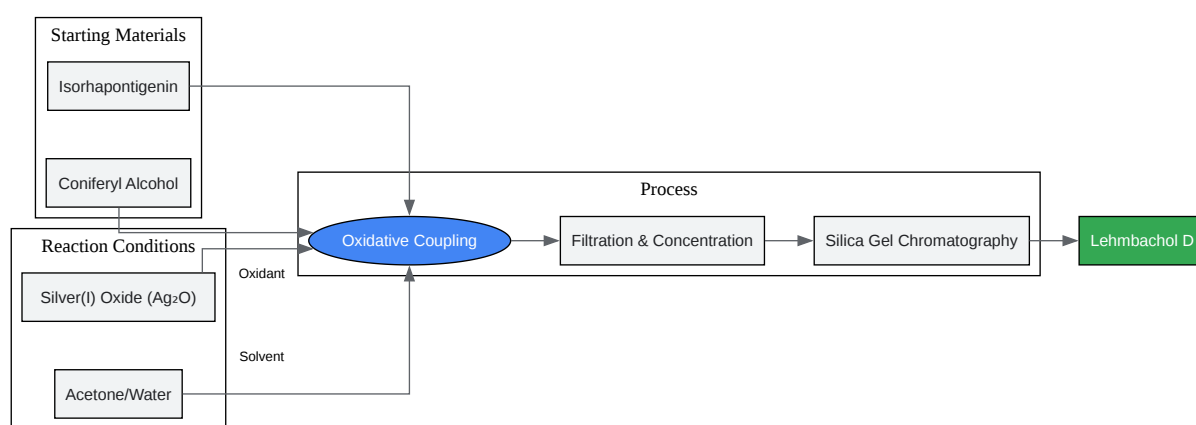 Starting Materials
Isorhapontigenin
Coniferyl Alcohol
Reaction Conditions
Silver(I) Oxide (Ag₂O)
Acetone/Water
Oxidant
Solvent
Process
Oxidative Coupling
Filtration & Concentration
Silica Gel Chromatography
Lehmbachol D